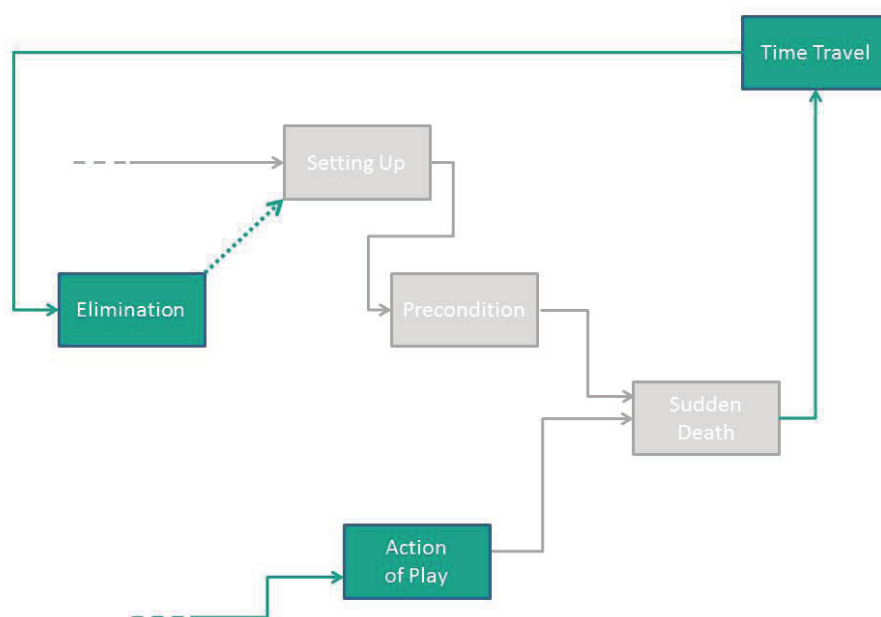 Time Travel
Setting Up
Elimination
Precondition
Sudden
Death
Action
of Play